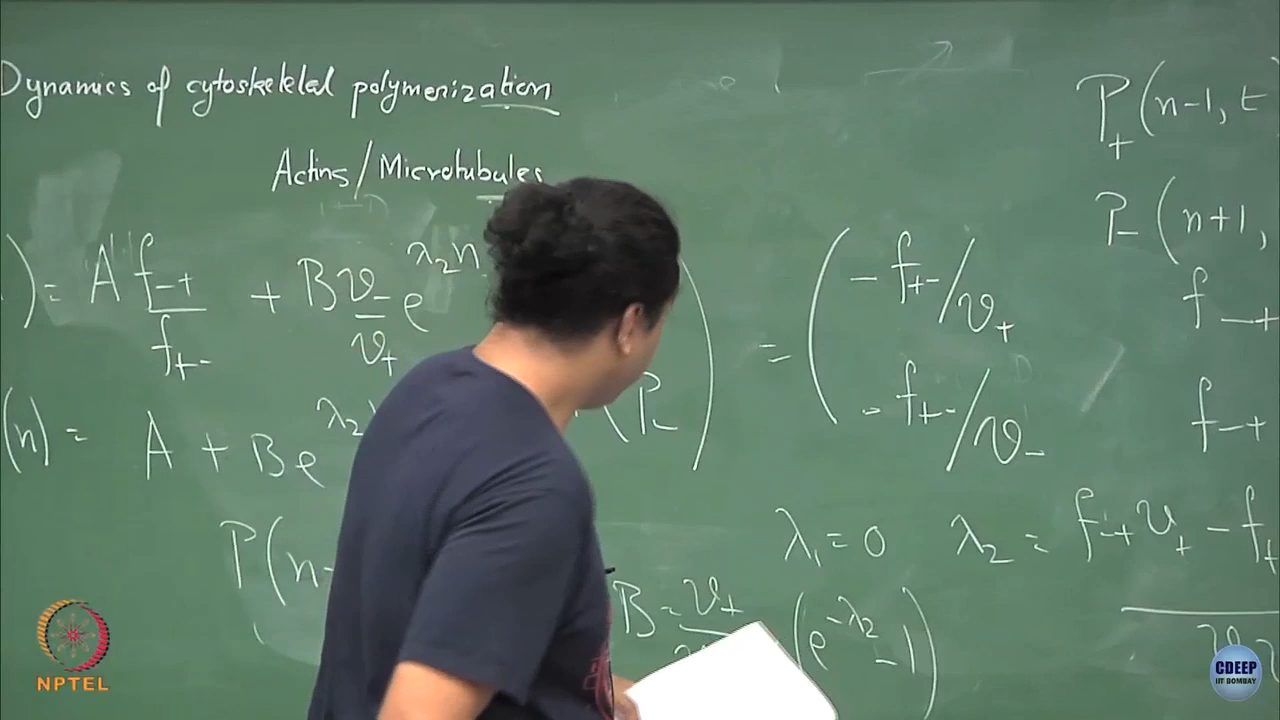 Dynamics of cytoskeletal polymerization
Actins / Microtubules
) = A f₋₊ / f₊₋ + B v₋ / v₊ e^{λ₂n}
(n) = A + B e^{λ₂
P₋ ) = ( - f₊₋ / v₊
- f₊₋ / v₋
P₊ (n-1, t
P₋ (n+1,
f₋₊
f₋₊
λ₁ = 0 λ₂ = f₋₊ v₊ - f₊
P(n-
B = v₊ (e^{-λ₂} - 1)
NPTEL
CDEEP
IIT BOMBAY